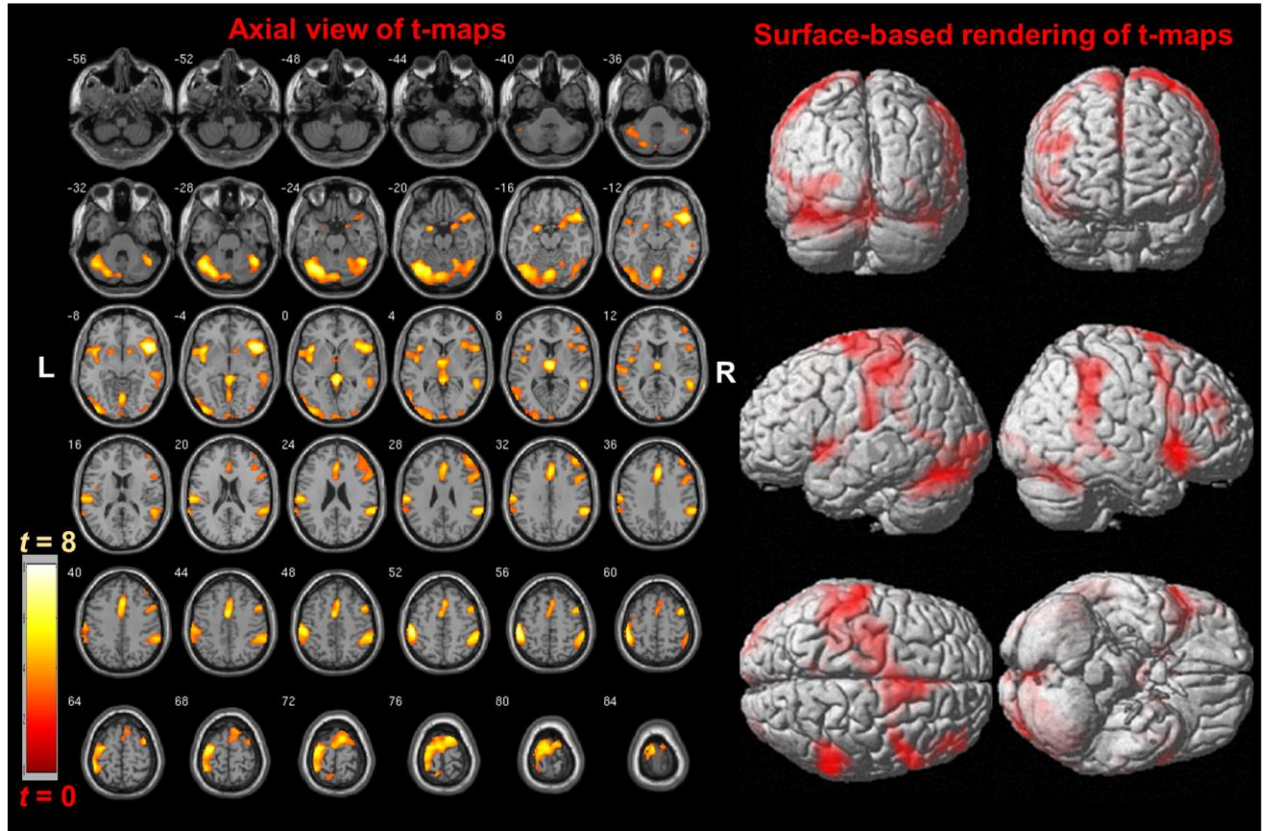 Axial view of t-maps
Surface-based rendering of t-maps
-56 -52 -48 -44 -40 -36
-32 -28 -24 -20 -16 -12
-8 -4 0 4 8 12
L
R
16 20 24 28 32 36
t = 8
40 44 48 52 56 60
64 68 72 76 80 84
t = 0